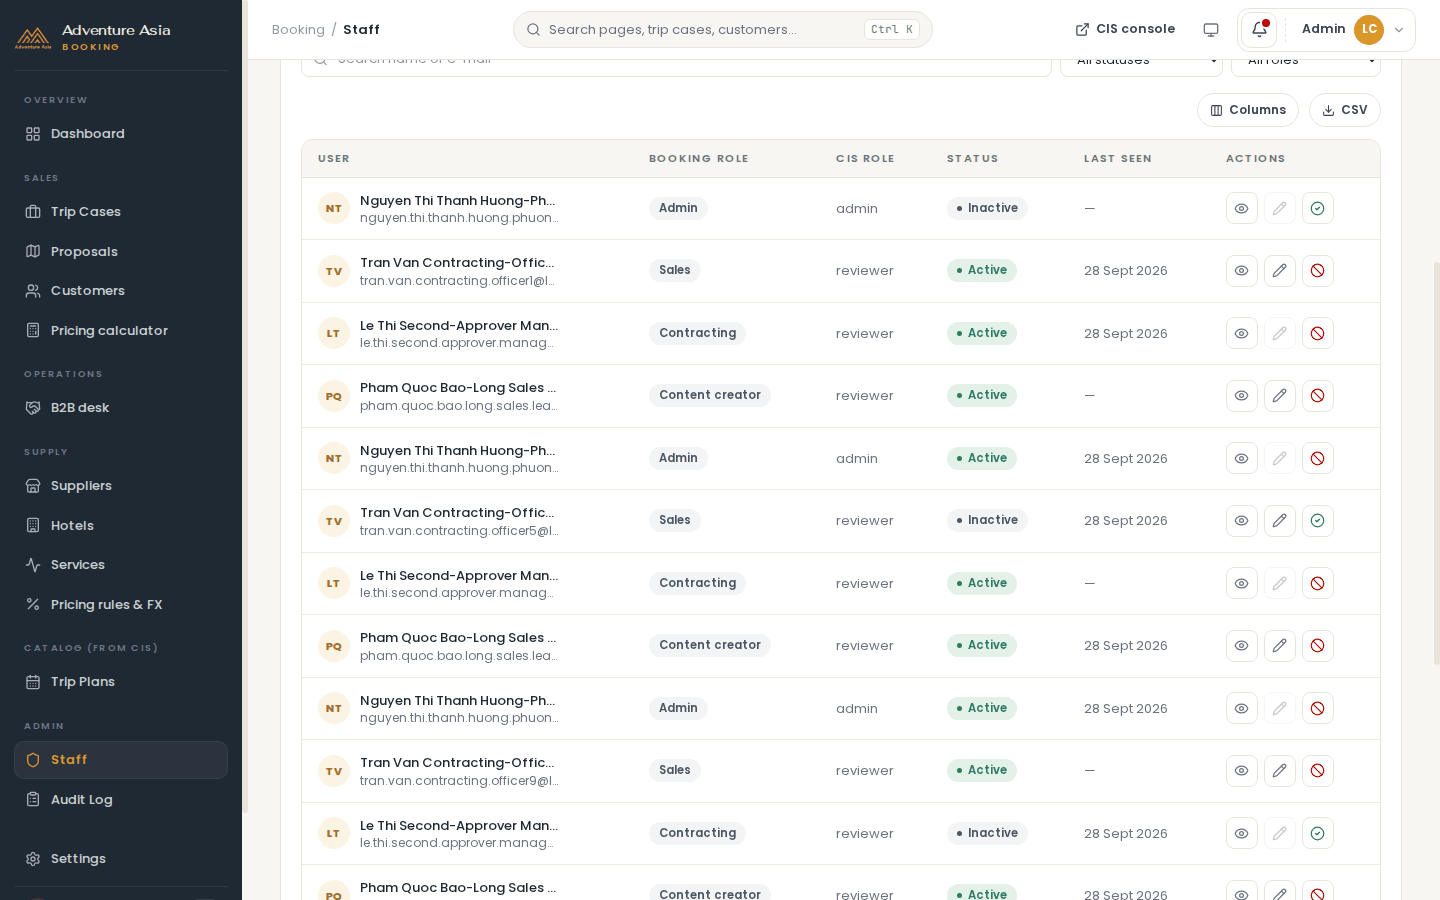 Adventure Asia
BOOKING
Adventure Asia
OVERVIEW
Dashboard
SALES
Trip Cases
Proposals
Customers
Pricing calculator
OPERATIONS
B2B desk
SUPPLY
Suppliers
Hotels
Services
Pricing rules & FX
CATALOG (FROM CIS)
Trip Plans
ADMIN
Staff
Audit Log
Settings
Booking / Staff
Search pages, trip cases, customers...
Ctrl K
CIS console
Admin
LC
Search name or e-mail
All statuses
All roles
Columns
CSV
USER BOOKING ROLE CIS ROLE STATUS LAST SEEN ACTIONS
NT Nguyen Thi Thanh Huong-Ph... Admin admin Inactive —
nguyen.thi.thanh.huong.phuon...
TV Tran Van Contracting-Offic... Sales reviewer Active 28 Sept 2026
tran.van.contracting.officer1@l...
LT Le Thi Second-Approver Man... Contracting reviewer Active 28 Sept 2026
le.thi.second.approver.manag...
PQ Pham Quoc Bao-Long Sales ... Content creator reviewer Active —
pham.quoc.bao.long.sales.lea...
NT Nguyen Thi Thanh Huong-Ph... Admin admin Active 28 Sept 2026
nguyen.thi.thanh.huong.phuon...
TV Tran Van Contracting-Offic... Sales reviewer Inactive 28 Sept 2026
tran.van.contracting.officer5@l...
LT Le Thi Second-Approver Man... Contracting reviewer Active —
le.thi.second.approver.manag...
PQ Pham Quoc Bao-Long Sales ... Content creator reviewer Active 28 Sept 2026
pham.quoc.bao.long.sales.lea...
NT Nguyen Thi Thanh Huong-Ph... Admin admin Active 28 Sept 2026
nguyen.thi.thanh.huong.phuon...
TV Tran Van Contracting-Offic... Sales reviewer Active —
tran.van.contracting.officer9@l...
LT Le Thi Second-Approver Man... Contracting reviewer Inactive 28 Sept 2026
le.thi.second.approver.manag...
PQ Pham Quoc Bao-Long Sales ... Content creator reviewer Active 28 Sept 2026